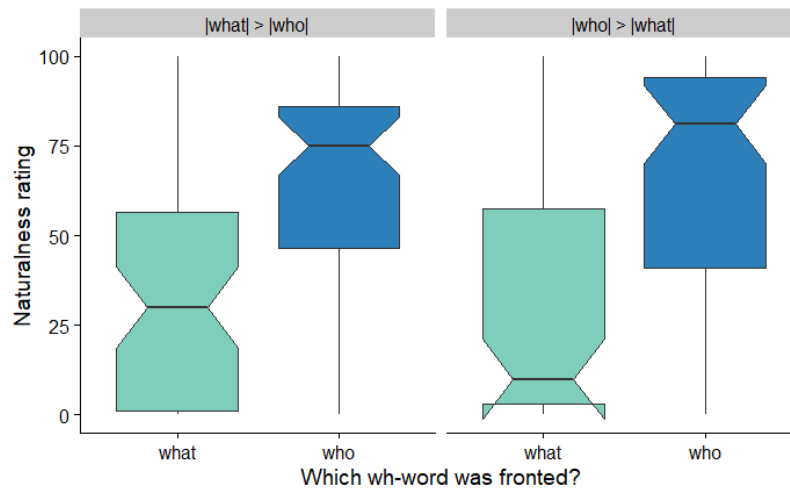 |what| > |who|
|who| > |what|
Naturalness rating
100
75
50
25
0
what
who
what
who
Which wh-word was fronted?